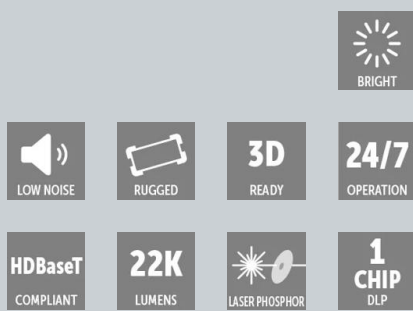 BRIGHT
LOW NOISE
RUGGED
3D
READY
24/7
OPERATION
HDBaseT
COMPLIANT
22K
LUMENS
LASER PHOSPHOR
1
CHIP
DLP